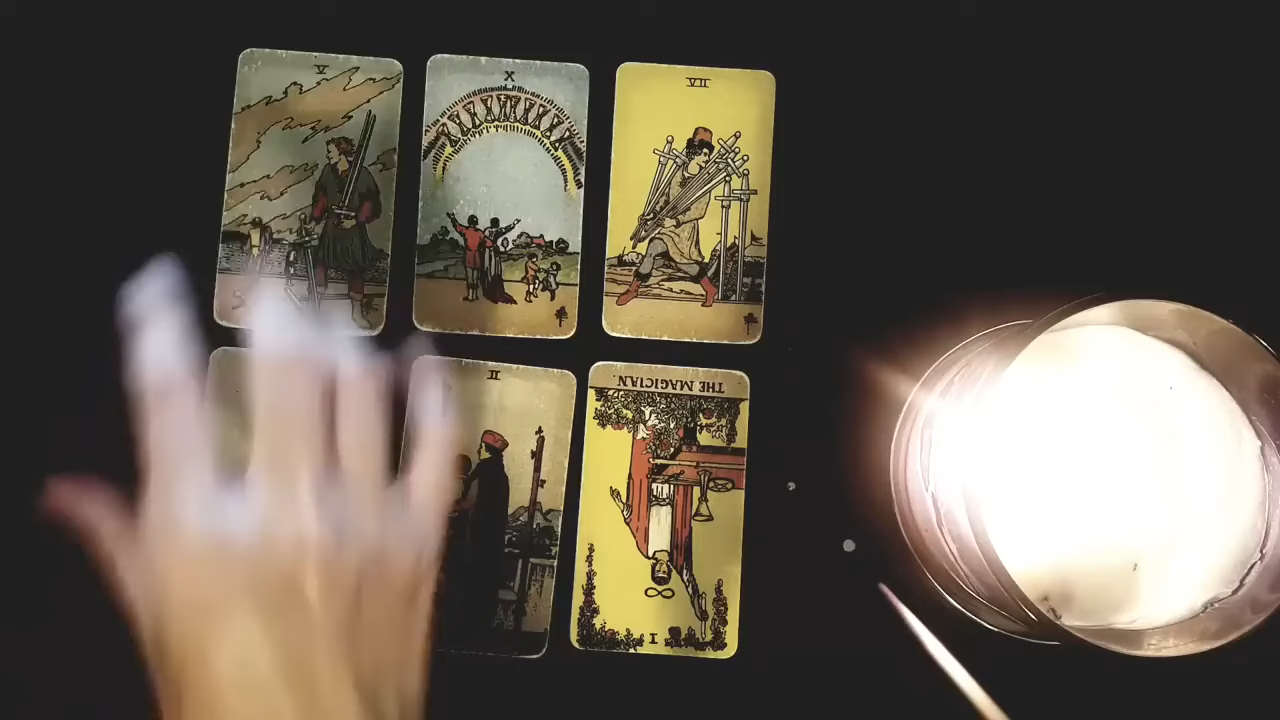 V
X
VII
II
THE MAGICIAN.
I